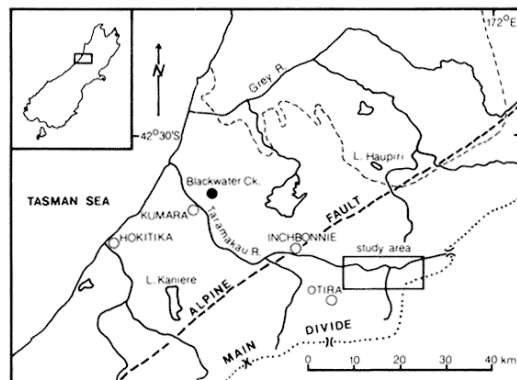 172°E
N
Grey R.
42°30'S
L. Haupiri
Blackwater Ck.
TASMAN SEA
KUMARA
Taramakau R.
FAULT
HOKITIKA
INCHBONNIE
study area
L. Kaniere
ALPINE
OTIRA
MAIN DIVIDE
0 10 20 30 40 km